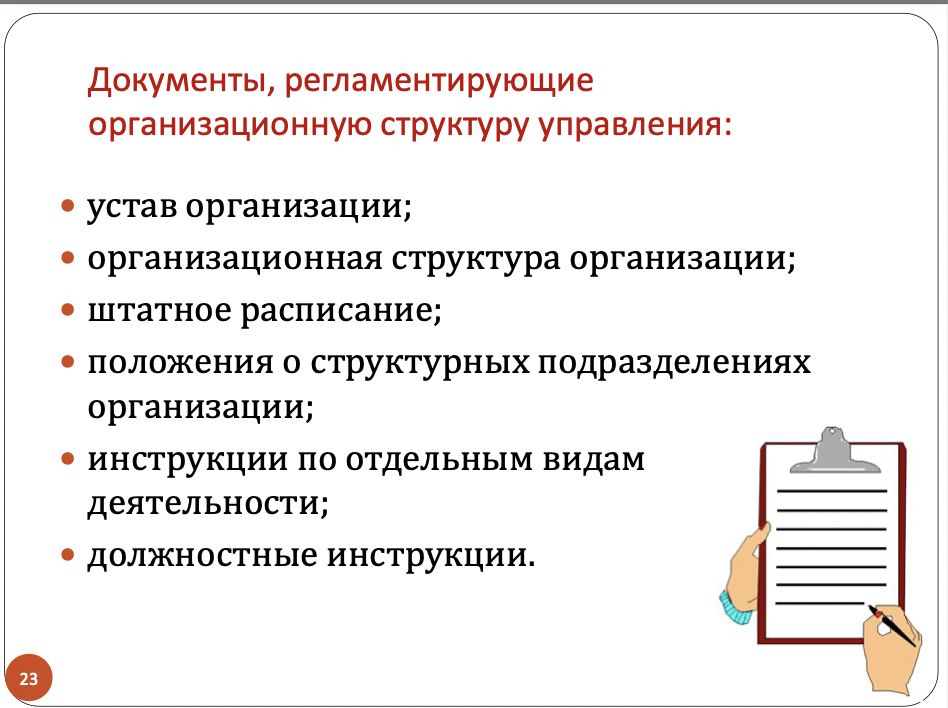 Документы, регламентирующие
организационную структуру управления:
• устав организации;
• организационная структура организации;
• штатное расписание;
• положения о структурных подразделениях
организации;
• инструкции по отдельным видам
деятельности;
• должностные инструкции.
23